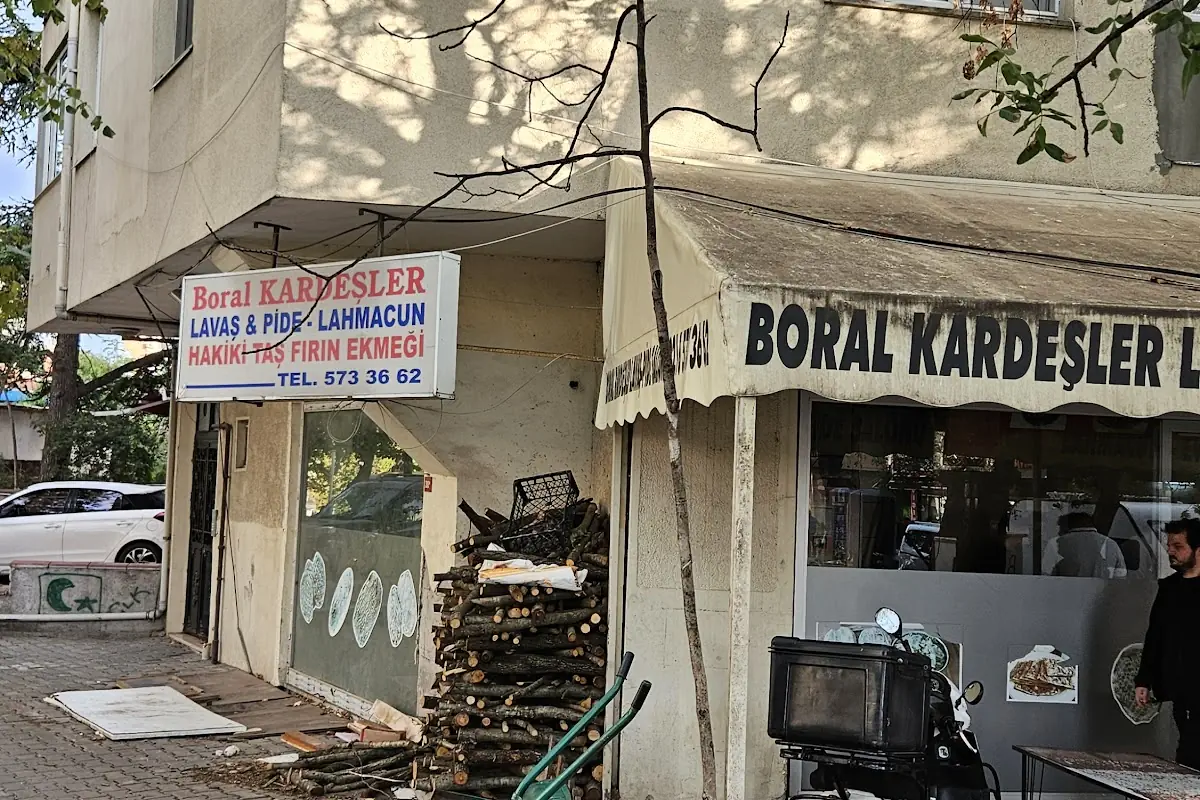 Boral KARDEŞLER
LAVAŞ & PİDE - LAHMACUN
HAKİKİ TAŞ FIRIN EKMEĞİ
TEL. 573 36 62
BORAL KARDEŞLER L